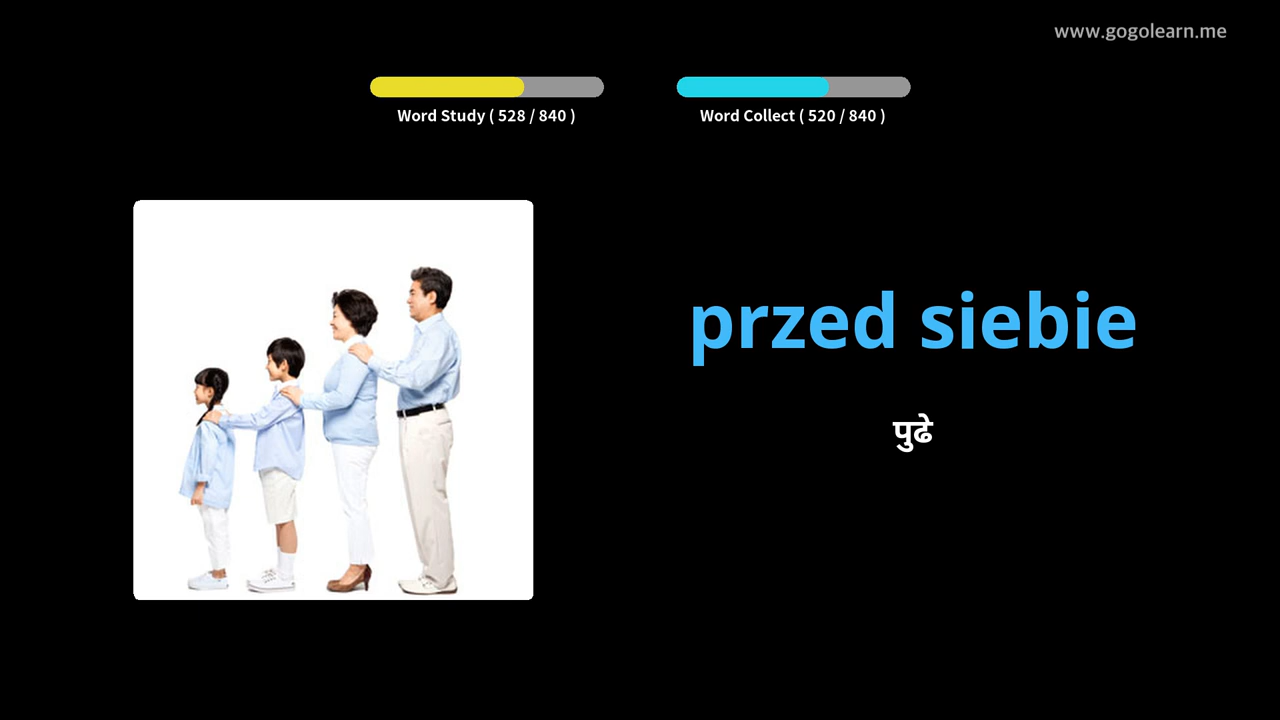 www.gogolearn.me
Word Study ( 528 / 840 )
Word Collect ( 520 / 840 )
przed siebie
पुढे